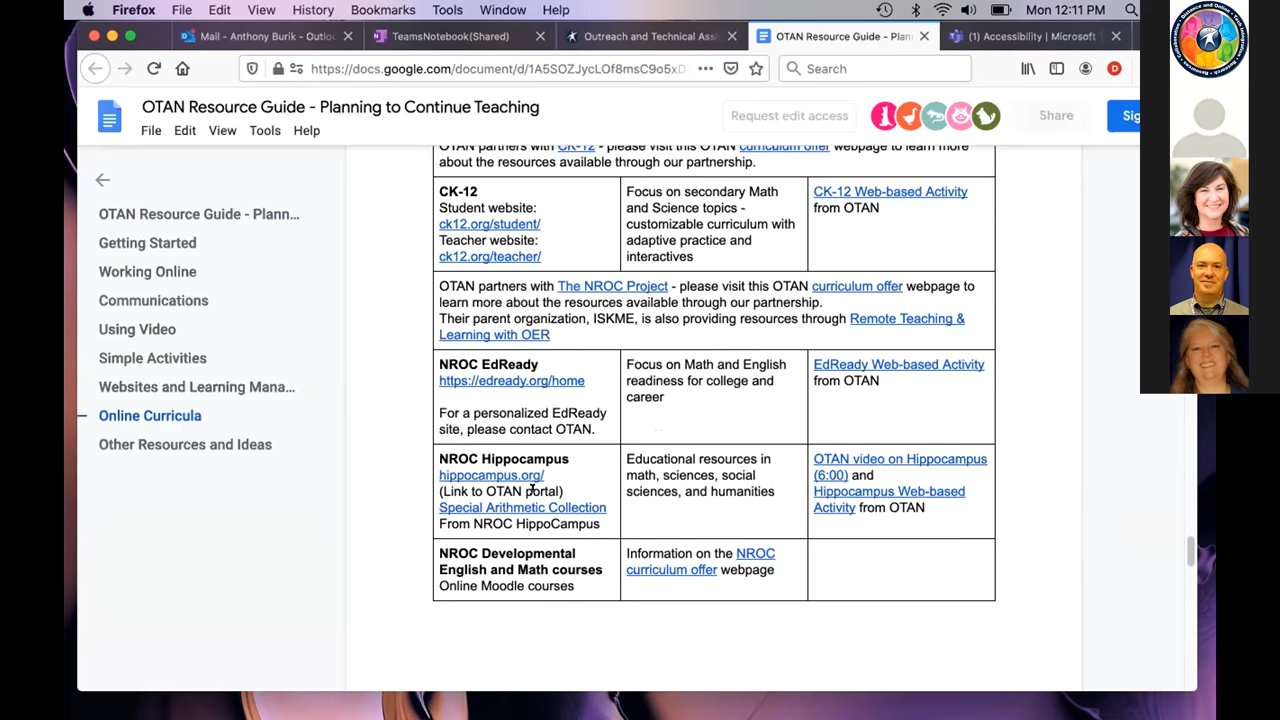 Firefox File Edit View History Bookmarks Tools Window Help Mon 12:11 PM
Mail - Anthony Burik - Outloo
TeamsNotebook(Shared)
Outreach and Technical Assi
OTAN Resource Guide - Plann
(1) Accessibility | Microsoft
https://docs.google.com/document/d/1A5SOZJycLOf8msC9o5xD
Search
OTAN Resource Guide - Planning to Continue Teaching
File Edit View Tools Help
Request edit access
Share
Sig
OTAN Resource Guide - Plann...
Getting Started
Working Online
Communications
Using Video
Simple Activities
Websites and Learning Mana...
Online Curricula
Other Resources and Ideas
OTAN partners with CK-12 - please visit this OTAN curriculum offer webpage to learn more
about the resources available through our partnership.
CK-12
Student website:
ck12.org/student/
Teacher website:
ck12.org/teacher/
Focus on secondary Math
and Science topics -
customizable curriculum with
adaptive practice and
interactives
CK-12 Web-based Activity
from OTAN
OTAN partners with The NROC Project - please visit this OTAN curriculum offer webpage to
learn more about the resources available through our partnership.
Their parent organization, ISKME, is also providing resources through Remote Teaching &
Learning with OER
NROC EdReady
https://edready.org/home
For a personalized EdReady
site, please contact OTAN.
Focus on Math and English
readiness for college and
career
EdReady Web-based Activity
from OTAN
NROC Hippocampus
hippocampus.org/
(Link to OTAN portal)
Special Arithmetic Collection
From NROC HippoCampus
Educational resources in
math, sciences, social
sciences, and humanities
OTAN video on Hippocampus
(6:00) and
Hippocampus Web-based
Activity from OTAN
NROC Developmental
English and Math courses
Online Moodle courses
Information on the NROC
curriculum offer webpage